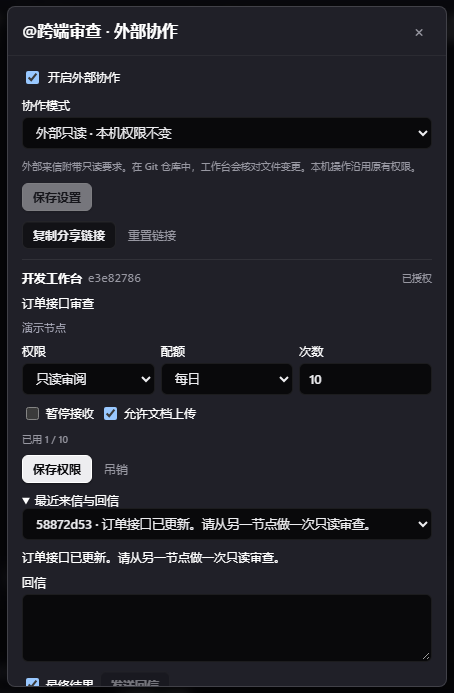 @跨端审查 · 外部协作
×
开启外部协作
协作模式
外部只读 · 本机权限不变
外部来信附带只读要求。在 Git 仓库中，工作台会核对文件变更。本机操作沿用原有权限。
保存设置
复制分享链接 重置链接
开发工作台 e3e82786 已授权
订单接口审查
演示节点
权限 配额 次数
只读审阅 每日 10
暂停接收 允许文档上传
已用 1 / 10
保存权限 吊销
▼ 最近来信与回信
58872d53 · 订单接口已更新。请从另一节点做一次只读审查。
订单接口已更新。请从另一节点做一次只读审查。
回信
最终结果 发送回信